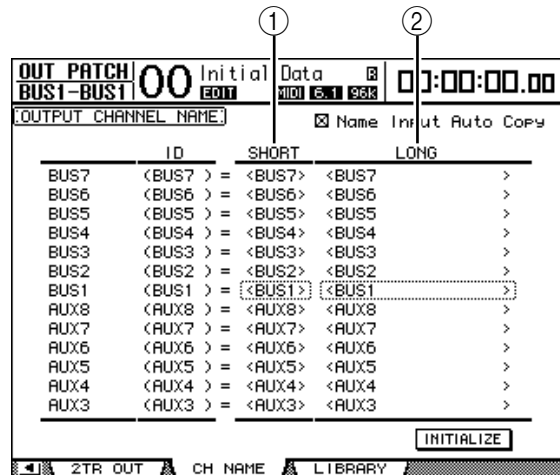 ① ②
OUT PATCH 00 Initial Data R 00:00:00.00
BUS1-BUS1 EDIT MIDI 6.1 96K
OUTPUT CHANNEL NAME Name Input Auto Copy
ID SHORT LONG
BUS7 (BUS7 ) = <BUS7> <BUS7 >
BUS6 (BUS6 ) = <BUS6> <BUS6 >
BUS5 (BUS5 ) = <BUS5> <BUS5 >
BUS4 (BUS4 ) = <BUS4> <BUS4 >
BUS3 (BUS3 ) = <BUS3> <BUS3 >
BUS2 (BUS2 ) = <BUS2> <BUS2 >
BUS1 (BUS1 ) = <BUS1> <BUS1 >
AUX8 (AUX8 ) = <AUX8> <AUX8 >
AUX7 (AUX7 ) = <AUX7> <AUX7 >
AUX6 (AUX6 ) = <AUX6> <AUX6 >
AUX5 (AUX5 ) = <AUX5> <AUX5 >
AUX4 (AUX4 ) = <AUX4> <AUX4 >
AUX3 (AUX3 ) = <AUX3> <AUX3 >
INITIALIZE
2TR OUT CH NAME LIBRARY